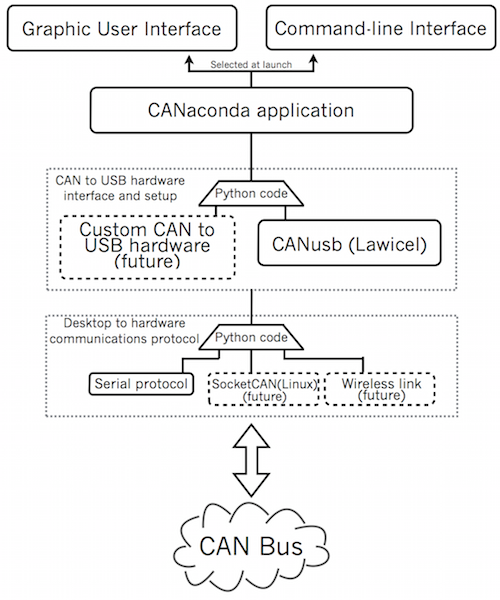 Graphic User Interface
Command-line Interface
Selected at launch
CANaconda application
CAN to USB hardware
interface and setup
Python code
Custom CAN to
USB hardware
(future)
CANusb (Lawicel)
Desktop to hardware
communications protocol
Python code
Serial protocol
SocketCAN(Linux)
(future)
Wireless link
(future)
CAN Bus